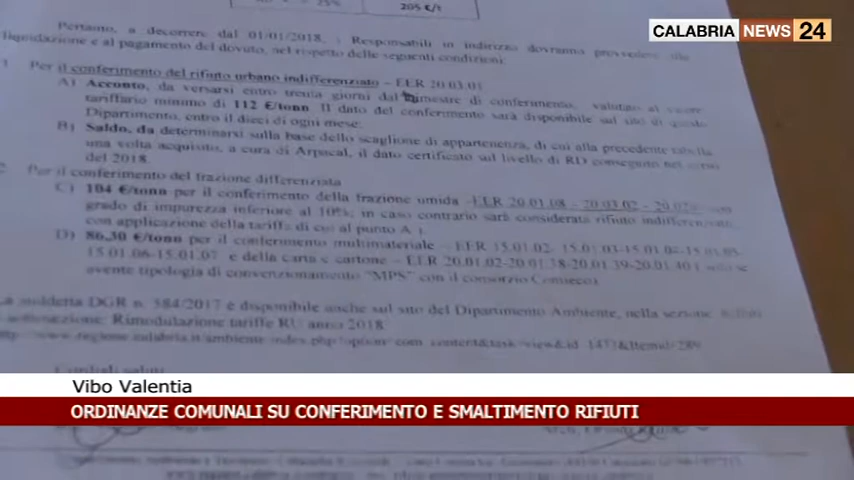 205 €/t
CALABRIA NEWS 24
Pertanto, a decorrere dal 01/01/2018, i Responsabili in indirizzo dovranno provvedere alla
liquidazione e al pagamento del dovuto, nel rispetto delle seguenti condizioni:
Per il conferimento del rifiuto urbano indifferenziato – EER 20.03.01
A) Acconto, da versarsi entro trenta giorni dal trimestre di conferimento, valutato al
tariffario minimo di 112 €/tonn. Il dato del conferimento sarà disponibile sul sito di questo
Dipartimento, entro il dieci di ogni mese;
B) Saldo, da determinarsi sulla base dello scaglione di appartenenza, di cui alla precedente tabella
una volta acquisito, a cura di Arpacal, il dato certificato sul livello di RD conseguito nel
del 2018.
Per il conferimento del frazione differenziata
C) 104 €/tonn per il conferimento della frazione umida -EER 20.01.08 – 20.03.02 –
grado di impurezza inferiore al 10%, in caso contrario sarà considerata rifiuto indifferenziato
con applicazione della tariffa di cui al punto A
D) 86,30 €/tonn per il conferimento multimateriale – EER 15.01.02- 15.01.03-15.01.04-15.01.05-
15.01.06-15.01.07 e della carta e cartone – EER 20.01.02-20.01.38-20.01.39-20.01.40
avente tipologia di convenzionamento "MPS" con il consorzio Comieco.
La suddetta DGR n. 584/2017 è disponibile anche sul sito del Dipartimento Ambiente, nella sezione
sottosezione: Rimodulazione tariffe RU anno 2018
Cordiali saluti
Vibo Valentia
ORDINANZE COMUNALI SU CONFERIMENTO E SMALTIMENTO RIFIUTI